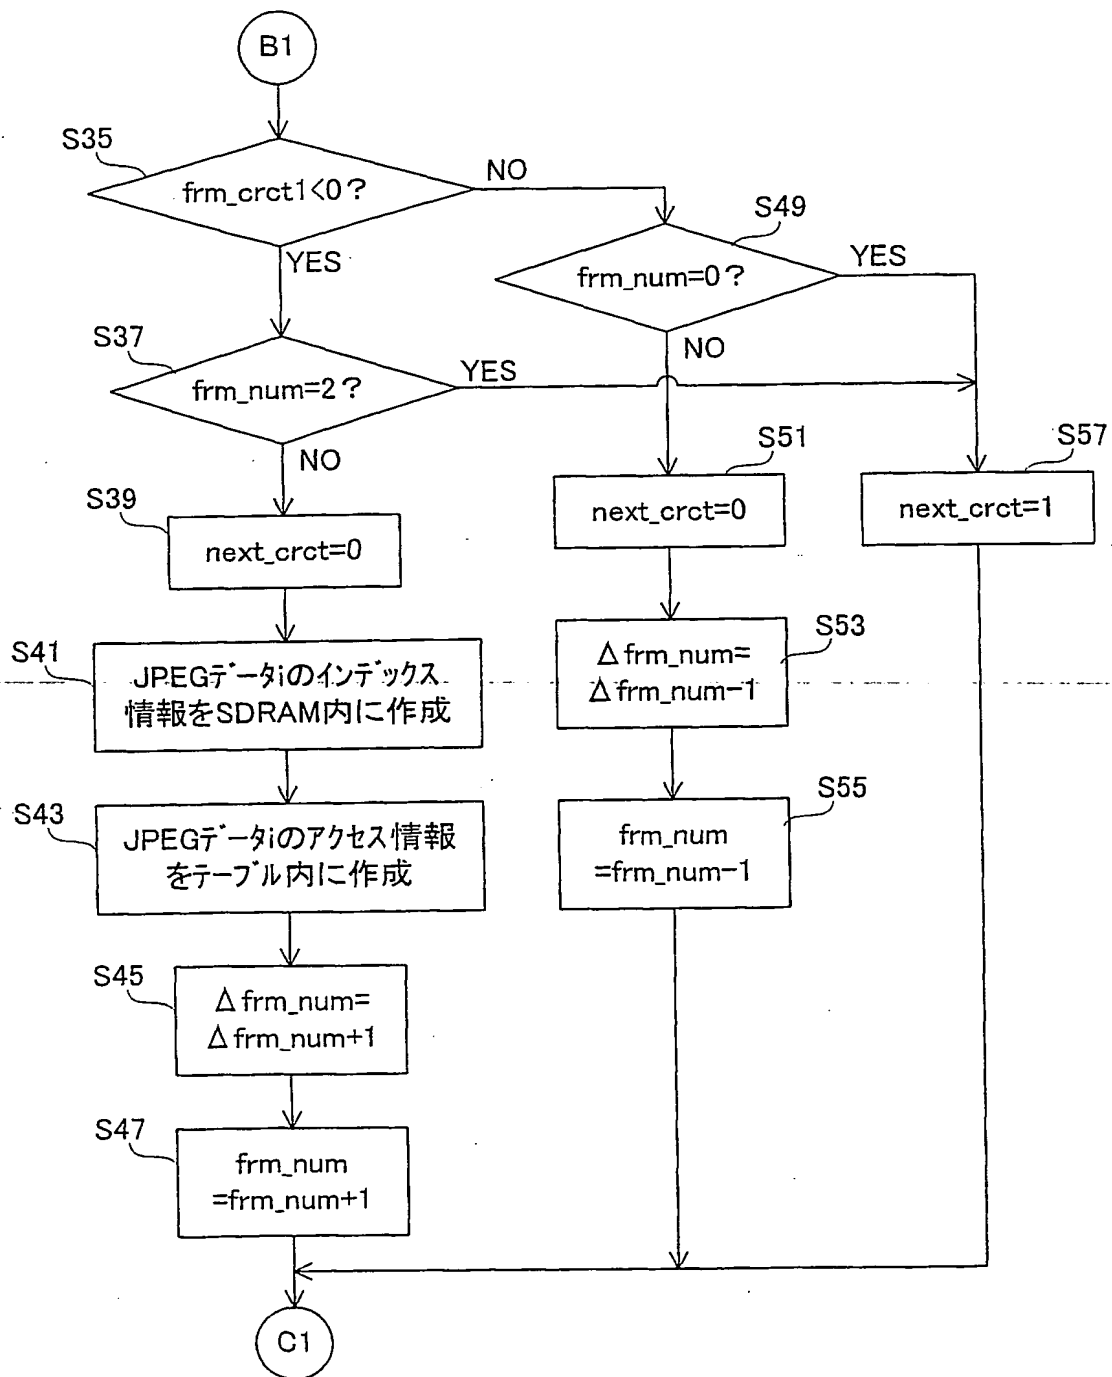 B1
S35
frm_crct1<0?
NO
YES
S49
frm_num=0?
YES
NO
S37
frm_num=2?
YES
NO
S39
next_crct=0
S51
next_crct=0
S57
next_crct=1
S41
JPEGデータiのインデックス
情報をSDRAM内に作成
S53
Δfrm_num=
Δfrm_num-1
S43
JPEGデータiのアクセス情報
をテーブル内に作成
S55
frm_num
=frm_num-1
S45
Δfrm_num=
Δfrm_num+1
S47
frm_num
=frm_num+1
C1